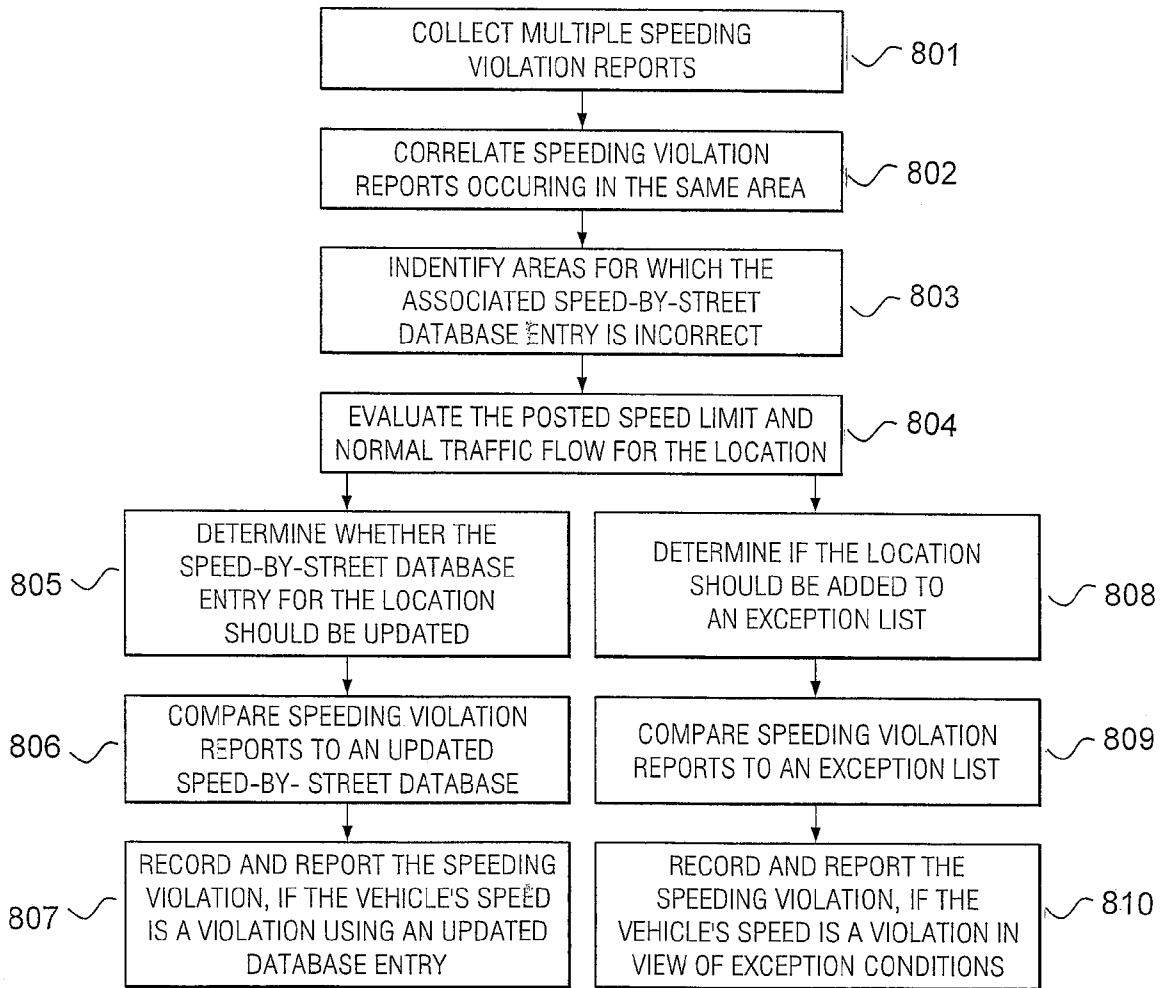 COLLECT MULTIPLE SPEEDING
VIOLATION REPORTS
801
CORRELATE SPEEDING VIOLATION
REPORTS OCCURING IN THE SAME AREA
802
INDENTIFY AREAS FOR WHICH THE
ASSOCIATED SPEED-BY-STREET
DATABASE ENTRY IS INCORRECT
803
EVALUATE THE POSTED SPEED LIMIT AND
NORMAL TRAFFIC FLOW FOR THE LOCATION
804
805
DETERMINE WHETHER THE
SPEED-BY-STREET DATABASE
ENTRY FOR THE LOCATION
SHOULD BE UPDATED
DETERMINE IF THE LOCATION
SHOULD BE ADDED TO
AN EXCEPTION LIST
808
806
COMPARE SPEEDING VIOLATION
REPORTS TO AN UPDATED
SPEED-BY- STREET DATABASE
COMPARE SPEEDING VIOLATION
REPORTS TO AN EXCEPTION LIST
809
807
RECORD AND REPORT THE SPEEDING
VIOLATION, IF THE VEHICLE'S SPEED
IS A VIOLATION USING AN UPDATED
DATABASE ENTRY
RECORD AND REPORT THE
SPEEDING VIOLATION, IF THE
VEHICLE'S SPEED IS A VIOLATION IN
VIEW OF EXCEPTION CONDITIONS
810